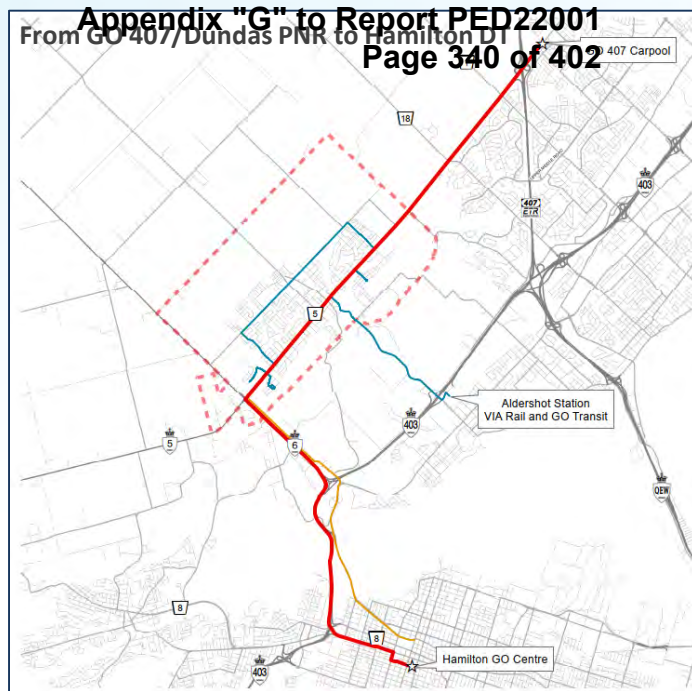 Appendix "G" to Report PED22001
From GO 407/Dundas PNR to Hamilton DT
Page 340 of 402
GO 407 Carpool
18
403
407
ETR
5
Aldershot Station
VIA Rail and GO Transit
403
5
6
QEW
8
8
Hamilton GO Centre
403